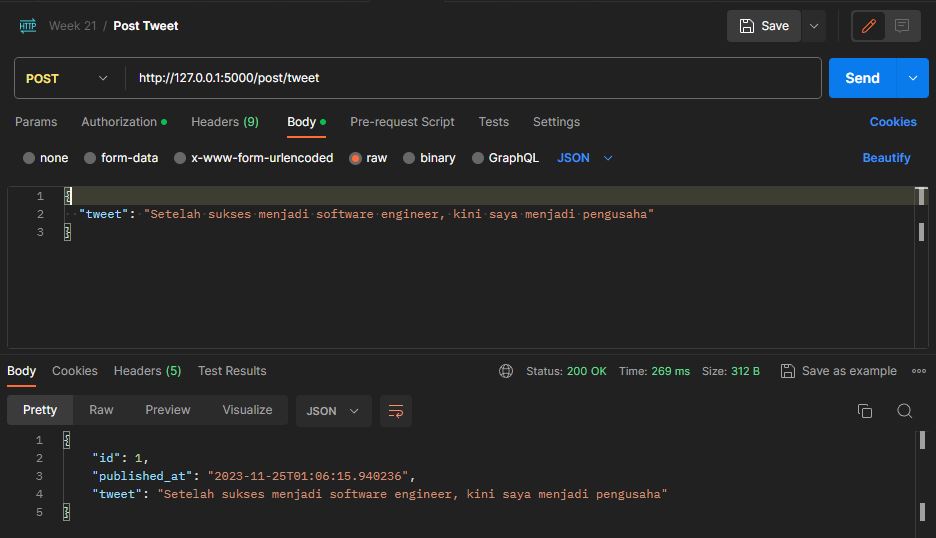 HTTP Week 21 / Post Tweet Save
POST http://127.0.0.1:5000/post/tweet Send
Params Authorization Headers (9) Body Pre-request Script Tests Settings Cookies
none form-data x-www-form-urlencoded raw binary GraphQL JSON Beautify
1 {
2 "tweet": "Setelah sukses menjadi software engineer, kini saya menjadi pengusaha"
3 }
Body Cookies Headers (5) Test Results Status: 200 OK Time: 269 ms Size: 312 B Save as example
Pretty Raw Preview Visualize JSON
1 {
2 "id": 1,
3 "published_at": "2023-11-25T01:06:15.940236",
4 "tweet": "Setelah sukses menjadi software engineer, kini saya menjadi pengusaha"
5 }